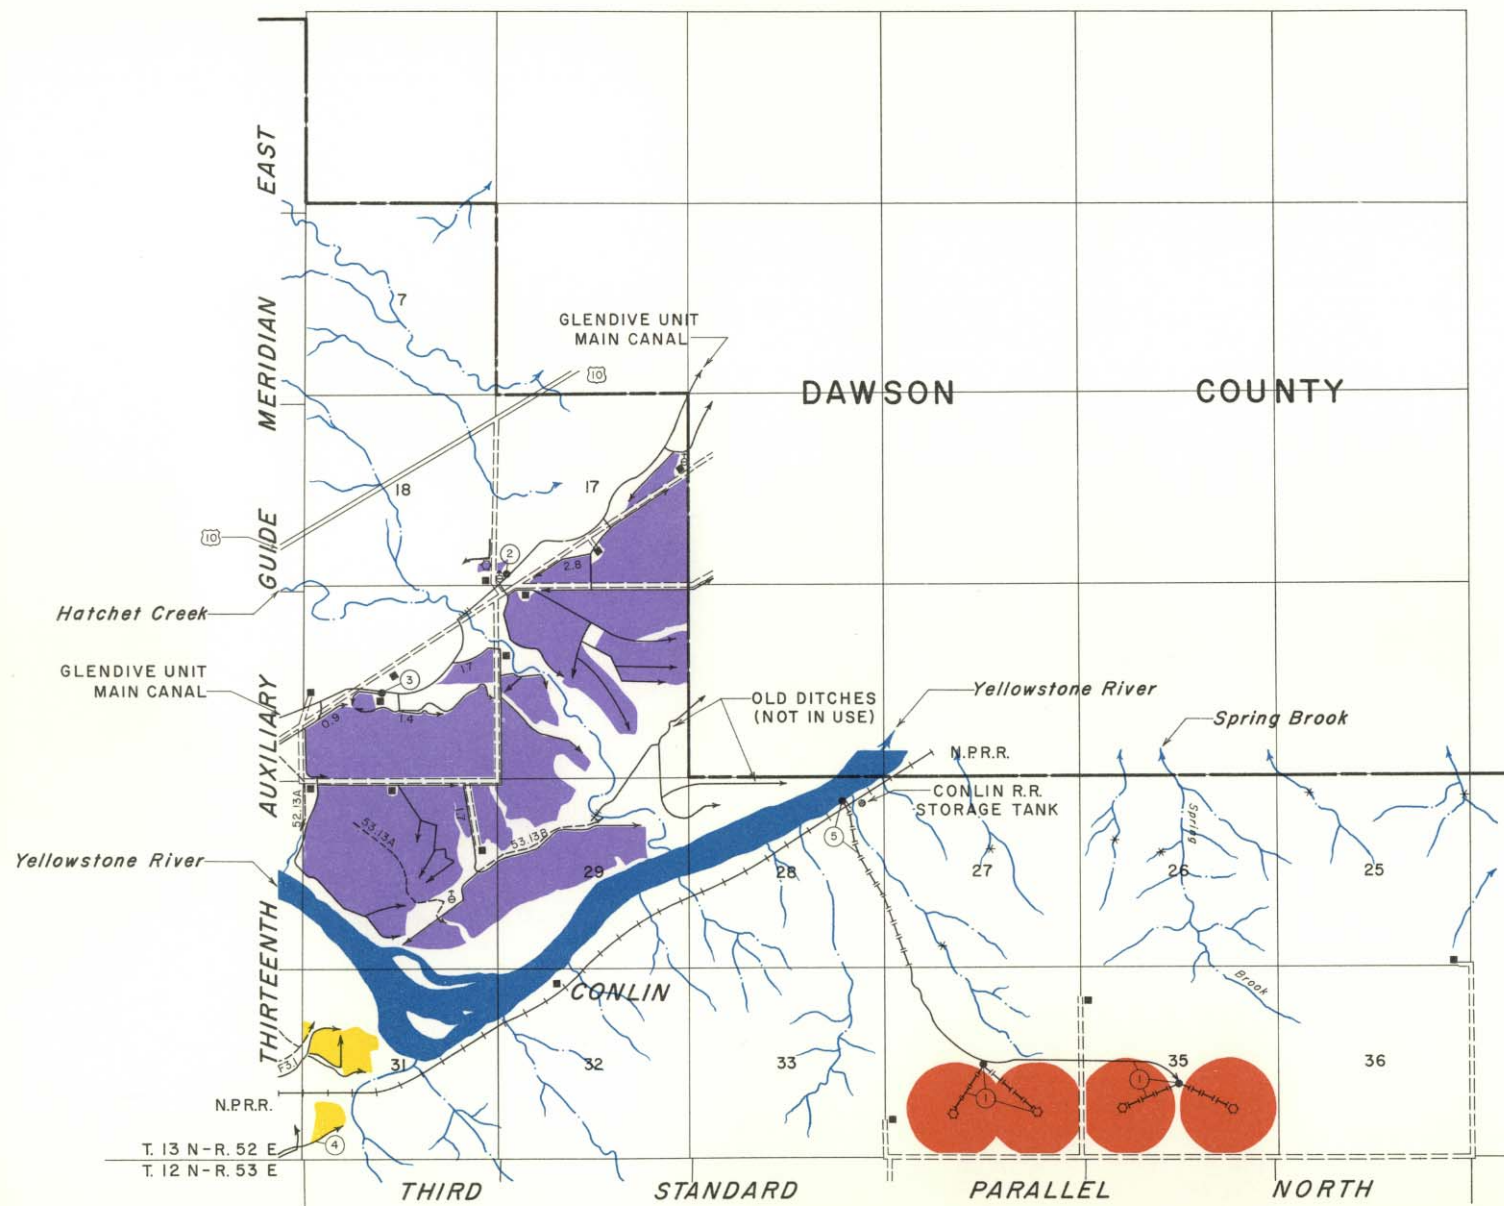 THIRTEENTH AUXILIARY GUIDE MERIDIAN EAST
7
GLENDIVE UNIT
MAIN CANAL
10
DAWSON COUNTY
18
17
10
2
2.8
Hatchet Creek
GLENDIVE UNIT
MAIN CANAL
3
1.7
0.9
1.4
OLD DITCHES
(NOT IN USE)
Yellowstone River
Spring Brook
N.P.R.R.
CONLIN R.R.
STORAGE TANK
52.13A
53.13A
1.7
53.13B
5
Spring
Yellowstone River
29
28
27
26
25
Brook
CONLIN
F3.1
31
32
33
35
36
1
1
N.P.R.R.
4
T. 13 N-R. 52 E
T. 12 N-R. 53 E
THIRD STANDARD PARALLEL NORTH